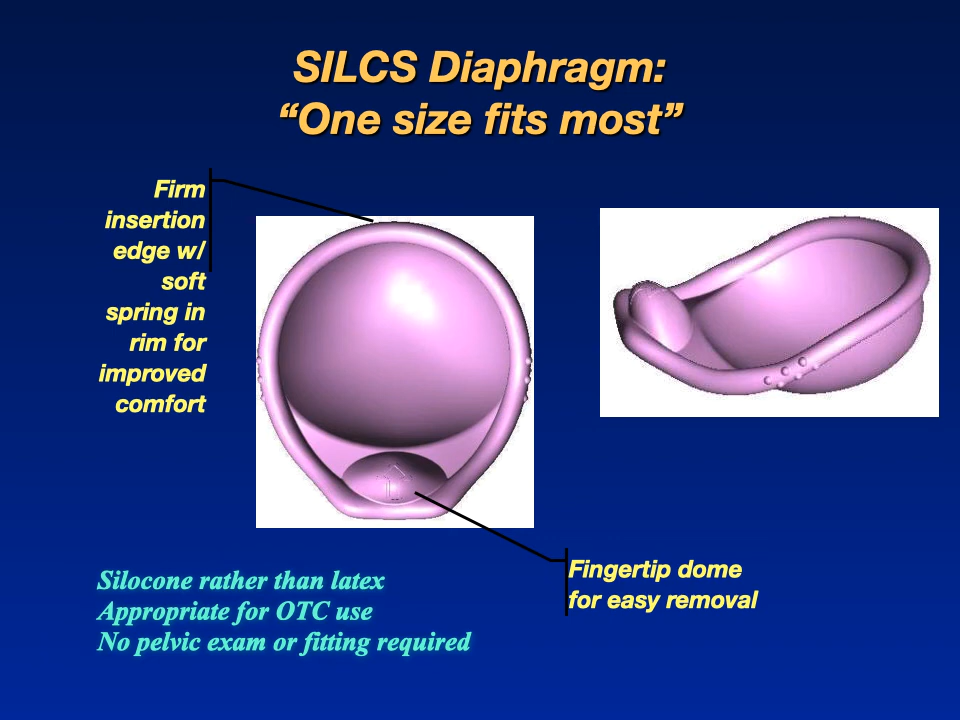 SILCS Diaphragm:
“One size fits most”
Firm
insertion
edge w/
soft
spring in
rim for
improved
comfort
Fingertip dome
for easy removal
Silocone rather than latex
Appropriate for OTC use
No pelvic exam or fitting required